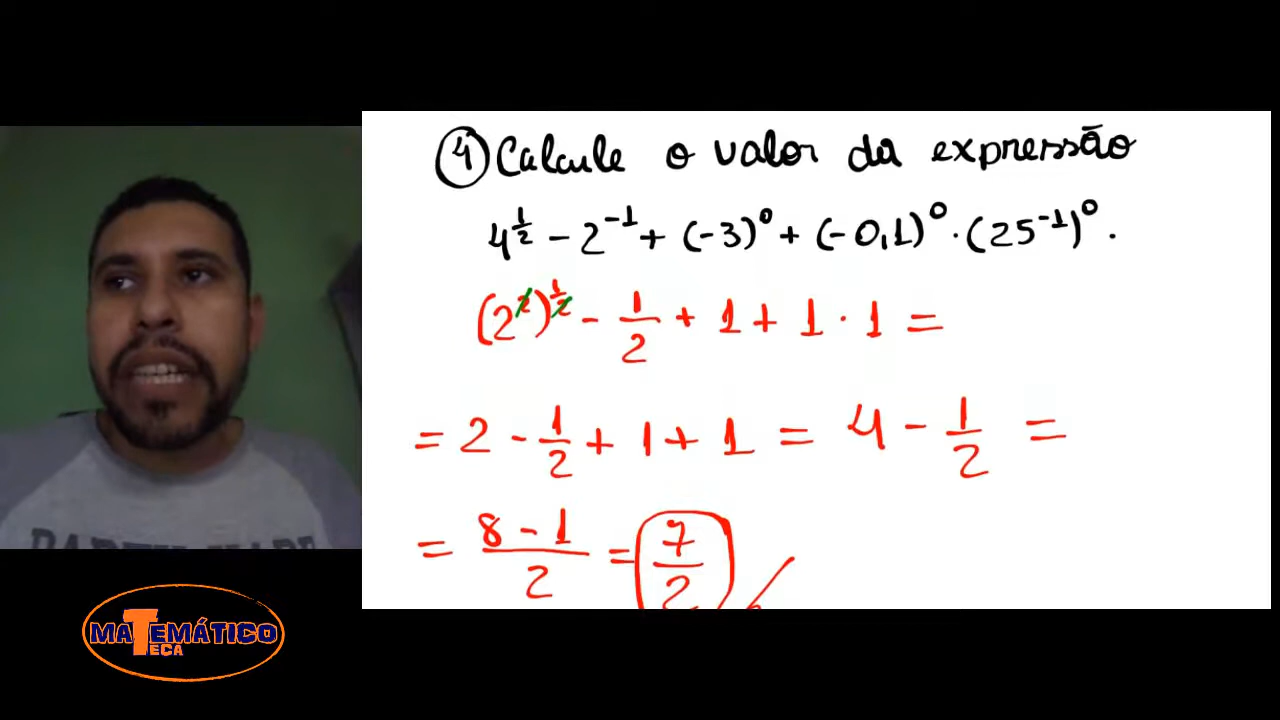 ④ Calcule o valor da expressão
4^(1/2) - 2^(-1) + (-3)^0 + (-0,1)^0 · (25^(-1))^0.
(2^2)^(1/2) - 1/2 + 1 + 1 · 1 =
= 2 - 1/2 + 1 + 1 = 4 - 1/2 =
= (8 - 1)/2 = 7/2
MATEMÁTICO
TECA